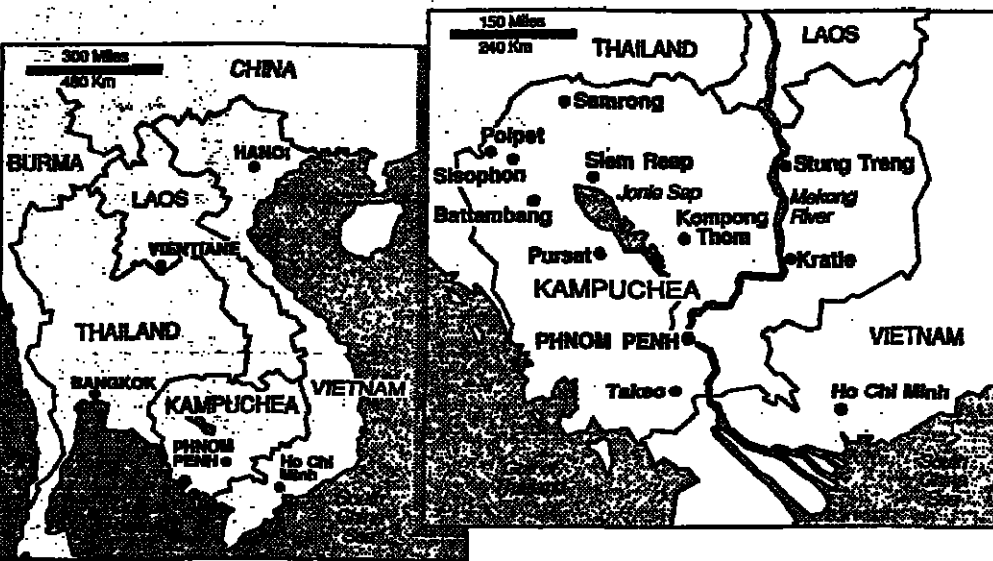 300 Miles
480 Km
CHINA
BURMA
HANOI
LAOS
VIENTIANE
THAILAND
BANGKOK
KAMPUCHEA
VIETNAM
PHNOM
PENH
Ho Chi
Minh
150 Miles
240 Km
THAILAND
LAOS
Samrong
Poipet
Sisophon
Siem Reap
Stung Treng
Jonle Sap
Mekong
River
Battambang
Kompong
Thom
Pursat
Kratie
KAMPUCHEA
PHNOM PENH
VIETNAM
Takeo
Ho Chi Minh